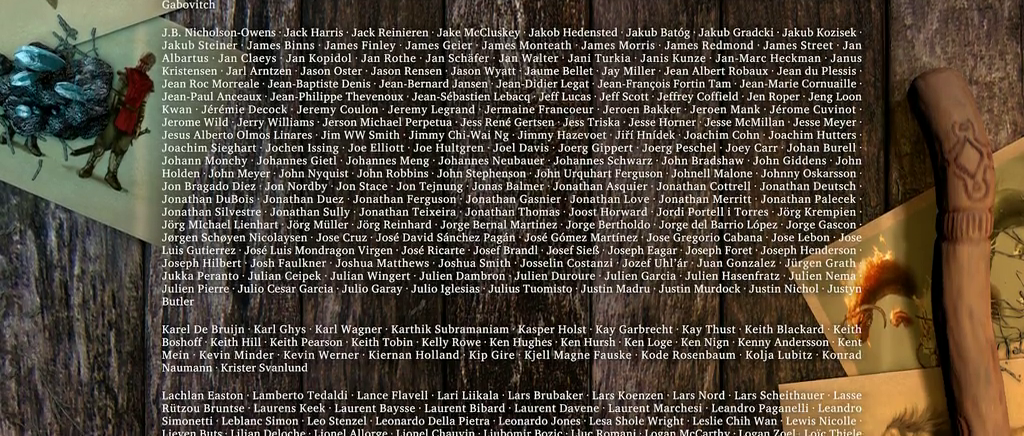 Gabovitch
J.B. Nicholson-Owens · Jack Harris · Jack Reinieren · Jake McCluskey · Jakob Hedensted · Jakub Batóg · Jakub Gradcki · Jakub Kozisek ·
Jakub Steiner · James Binns · James Finley · James Geier · James Monteath · James Morris · James Redmond · James Street · Jan
Albartus · Jan Claeys · Jan Kopidol · Jan Rothe · Jan Schäfer · Jan Walter · Jani Turkia · Janis Kunze · Jan-Marc Heckman · Janus
Kristensen · Jarl Arntzen · Jason Oster · Jason Rensen · Jason Wyatt · Jaume Bellet · Jay Miller · Jean Albert Robaux · Jean du Plessis ·
Jean Roc Morreale · Jean-Baptiste Denis · Jean-Bernard Jansen · Jean-Didier Legat · Jean-François Fortin Tam · Jean-Marie Cornuaille ·
Jean-Paul Anceaux · Jean-Philippe Thevenoux · Jean-Sébastien Lebacq · Jeff Lucas · Jeff Scott · Jeffrey Coffield · Jen Roper · Jeng Loon
Kwan · Jérémie Decock · Jeremy Coulon · Jeremy Legrand · Jermaine Francoeur · Jeroen Bakker · Jeroen Mank · Jérome Cuvinot ·
Jerome Wild · Jerry Williams · Jerson Michael Perpetua · Jess René Gertsen · Jess Triska · Jesse Horner · Jesse McMillan · Jesse Meyer ·
Jesus Alberto Olmos Linares · Jim WW Smith · Jimmy Chi-Wai Ng · Jimmy Hazevoet · Jiří Hnídek · Joachim Cohn · Joachim Hutters ·
Joachim Sieghart · Jochen Issing · Joe Elliott · Joe Hultgren · Joel Davis · Joerg Gippert · Joerg Peschel · Joey Carr · Johan Burell ·
Johann Monchy · Johannes Gietl · Johannes Meng · Johannes Neubauer · Johannes Schwarz · John Bradshaw · John Giddens · John
Holden · John Meyer · John Nyquist · John Robbins · John Stephenson · John Urquhart Ferguson · Johnell Malone · Johnny Oskarsson ·
Jon Bragado Diez · Jon Nordby · Jon Stace · Jon Tejnung · Jonas Balmer · Jonathan Asquier · Jonathan Cottrell · Jonathan Deutsch ·
Jonathan DuBois · Jonathan Duez · Jonathan Ferguson · Jonathan Gasnier · Jonathan Love · Jonathan Merritt · Jonathan Palecek ·
Jonathan Silvestre · Jonathan Sully · Jonathan Teixeira · Jonathan Thomas · Joost Horward · Jordi Portell i Torres · Jörg Krempien ·
Jörg Michael Lienhart · Jörg Müller · Jörg Reinhard · Jorge Bernal Martinez · Jorge Bertholdo · Jorge del Barrio López · Jorge Gascon ·
Jørgen Schøyen Nicolaysen · Jose Cruz · José David Sánchez Pagán · José Gómez Martínez · Jose Gregorio Cabana · Jose Lebon · Jose
Luis Gutierrez · José Luis Mondragon Virgen · José Ricarte · Josef Brandl · Josef Sieß · Joseph Eagar · Joseph Foret · Joseph Henderson ·
Joseph Hilbert · Josh Faulkner · Joshua Matthews · Joshua Smith · Josselin Costanzi · Jozef Uhľár · Juan Gonzalez · Jürgen Grath ·
Jukka Peranto · Julian Ceipek · Julian Wingert · Julien Dambron · Julien Duroure · Julien Garcia · Julien Hasenfratz · Julien Nema ·
Julien Pierre · Julio Cesar Garcia · Julio Garay · Julio Iglesias · Julius Tuomisto · Justin Madru · Justin Murdock · Justin Nichol · Justyn
Butler
Karel De Bruijn · Karl Ghys · Karl Wagner · Karthik Subramaniam · Kasper Holst · Kay Garbrecht · Kay Thust · Keith Blackard · Keith
Boshoff · Keith Hill · Keith Pearson · Keith Tobin · Kelly Rowe · Ken Hughes · Ken Hursh · Ken Loge · Ken Nign · Kenny Andersson · Kent
Mein · Kevin Minder · Kevin Werner · Kiernan Holland · Kip Gire · Kjell Magne Fauske · Kode Rosenbaum · Kolja Lubitz · Konrad
Naumann · Krister Svanlund
Lachlan Easton · Lamberto Tedaldi · Lance Flavell · Lari Liikala · Lars Brubaker · Lars Koenzen · Lars Nord · Lars Scheithauer · Lasse
Rützou Bruntse · Laurens Keek · Laurent Baysse · Laurent Bibard · Laurent Davene · Laurent Marchesi · Leandro Paganelli · Leandro
Simonetti · Leblanc Simon · Leo Stenzel · Leonardo Della Pietra · Leonardo Jones · Lesa Shole Wright · Leslie Chih Wan · Lewis Nicolle ·
Lieven Buts · Lilian Deloche · Lionel Allorge · Lionel Chauvin · Ljubomir Bozic · Lluc Romani · Logan McCarthy · Logan Zoel · Loïc Thiele